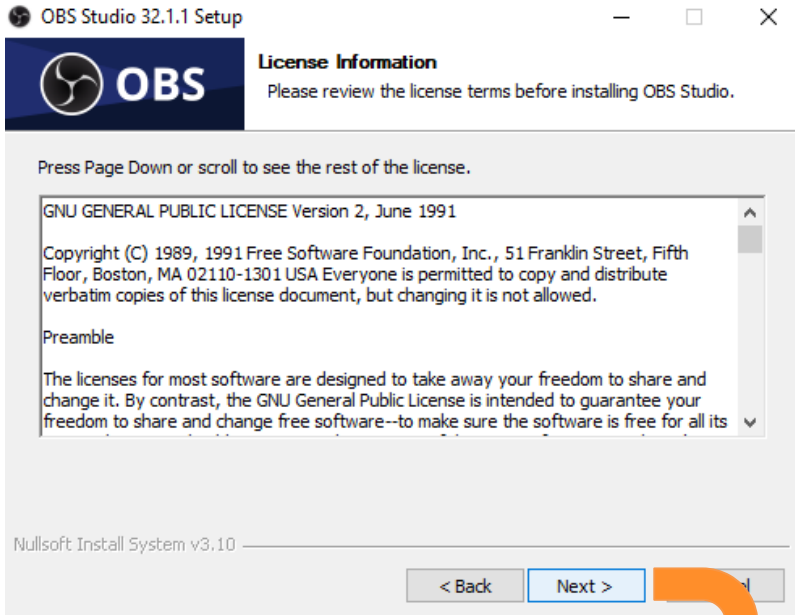 OBS Studio 32.1.1 Setup
OBS
License Information
Please review the license terms before installing OBS Studio.
Press Page Down or scroll to see the rest of the license.
GNU GENERAL PUBLIC LICENSE Version 2, June 1991
Copyright (C) 1989, 1991 Free Software Foundation, Inc., 51 Franklin Street, Fifth
Floor, Boston, MA 02110-1301 USA Everyone is permitted to copy and distribute
verbatim copies of this license document, but changing it is not allowed.
Preamble
The licenses for most software are designed to take away your freedom to share and
change it. By contrast, the GNU General Public License is intended to guarantee your
freedom to share and change free software--to make sure the software is free for all its
Nullsoft Install System v3.10
< Back
Next >